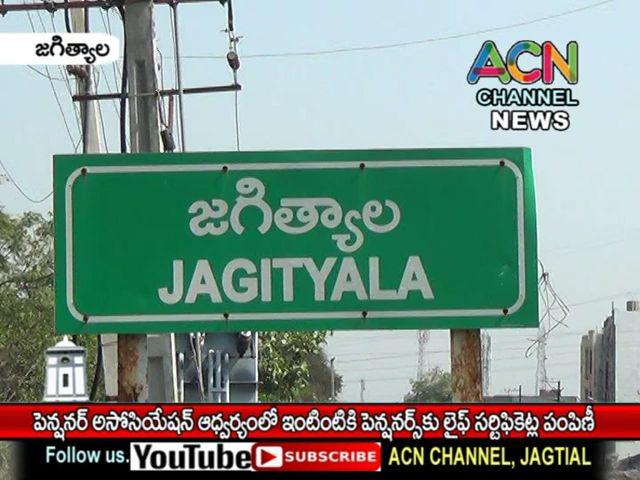 జగిత్యాల
ACN
CHANNEL
NEWS
జగిత్యాల
JAGITYALA
పెన్షనర్ అసోసియేషన్ ఆధ్వర్యంలో ఇంటింటికి పెన్షనర్స్‌కు లైఫ్ సర్టిఫికెట్ల పంపిణీ
Follow us. YouTube SUBSCRIBE ACN CHANNEL, JAGTIAL